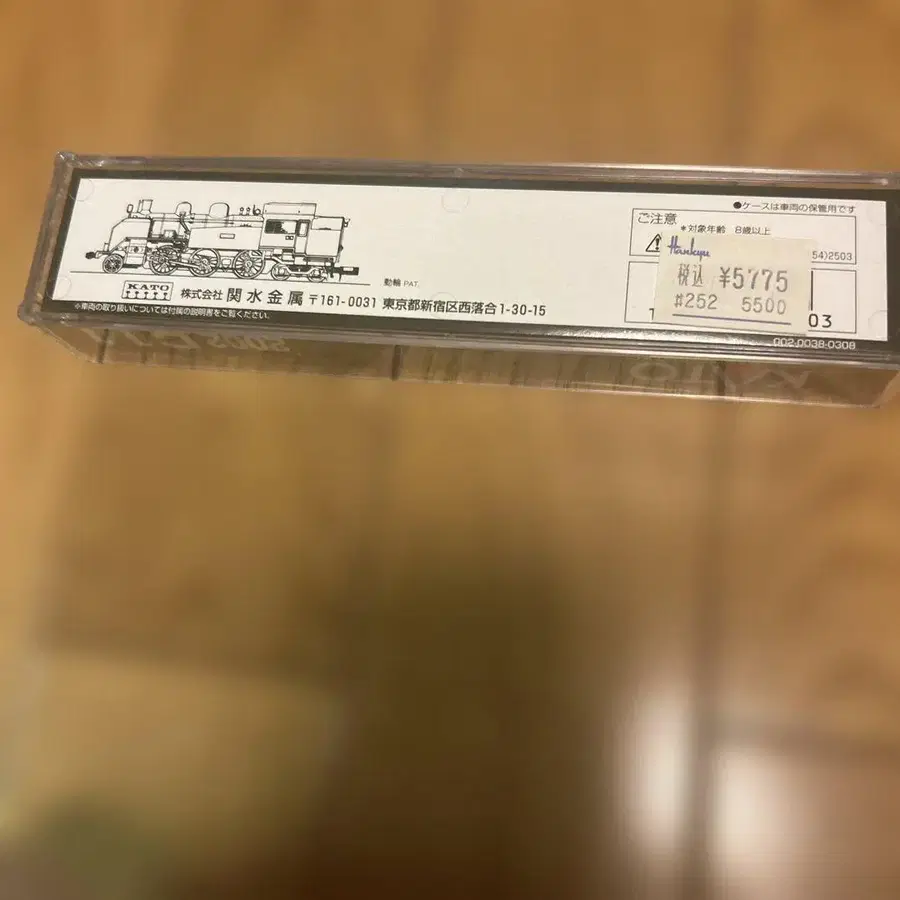 ●ケースは車両の保管用です
ご注意
*対象年齢 8歳以上
Hankyu
54)2503
税込 ¥5775
#252 5500
03
動輪 PAT.
KATO
株式会社 関水金属 〒161-0031 東京都新宿区西落合1-30-15
※車両の取り扱いについては付属の説明書をご覧ください。
002,0038-0308